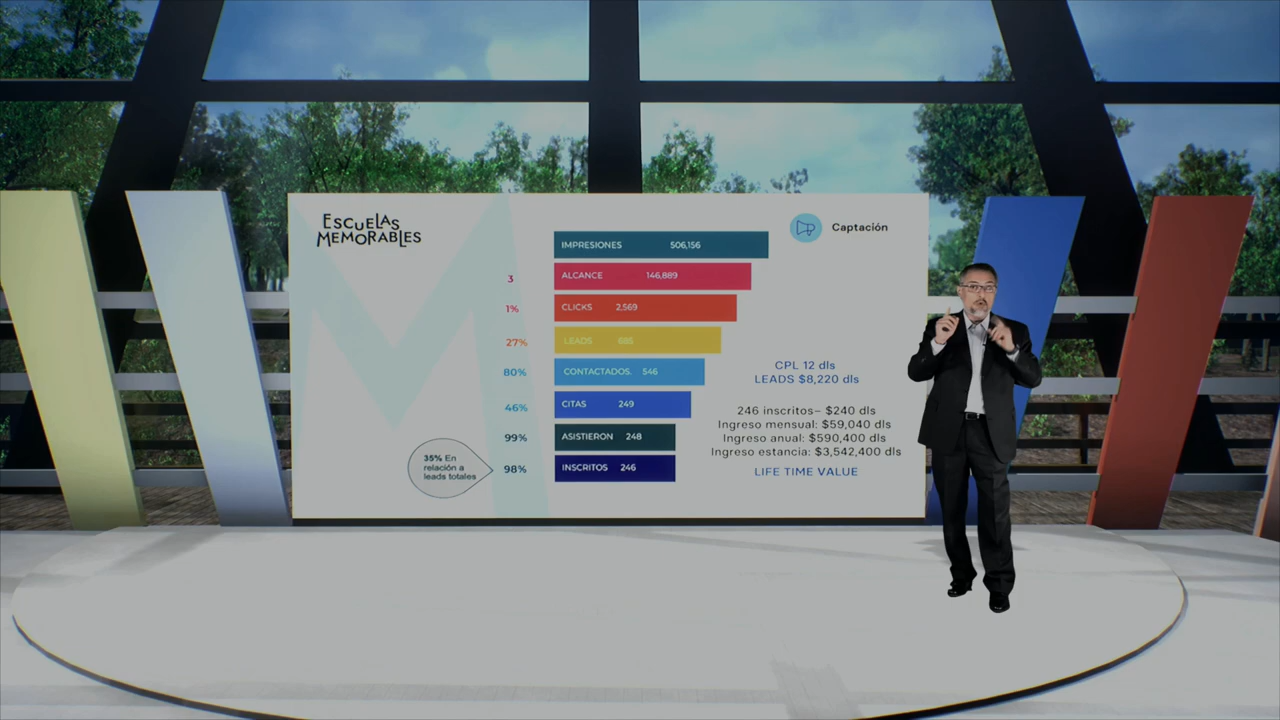 ESCUELAS
MEMORABLES
Captación
IMPRESIONES 506,156
3 ALCANCE 146,889
1% CLICKS 2,569
27% LEADS 685
80% CONTACTADOS. 546
46% CITAS 249
99% ASISTIERON 248
98% INSCRITOS 246
35% En
relación a
leads totales
CPL 12 dls
LEADS $8,220 dls
246 inscritos– $240 dls
Ingreso mensual: $59,040 dls
Ingreso anual: $590,400 dls
Ingreso estancia: $3,542,400 dls
LIFE TIME VALUE